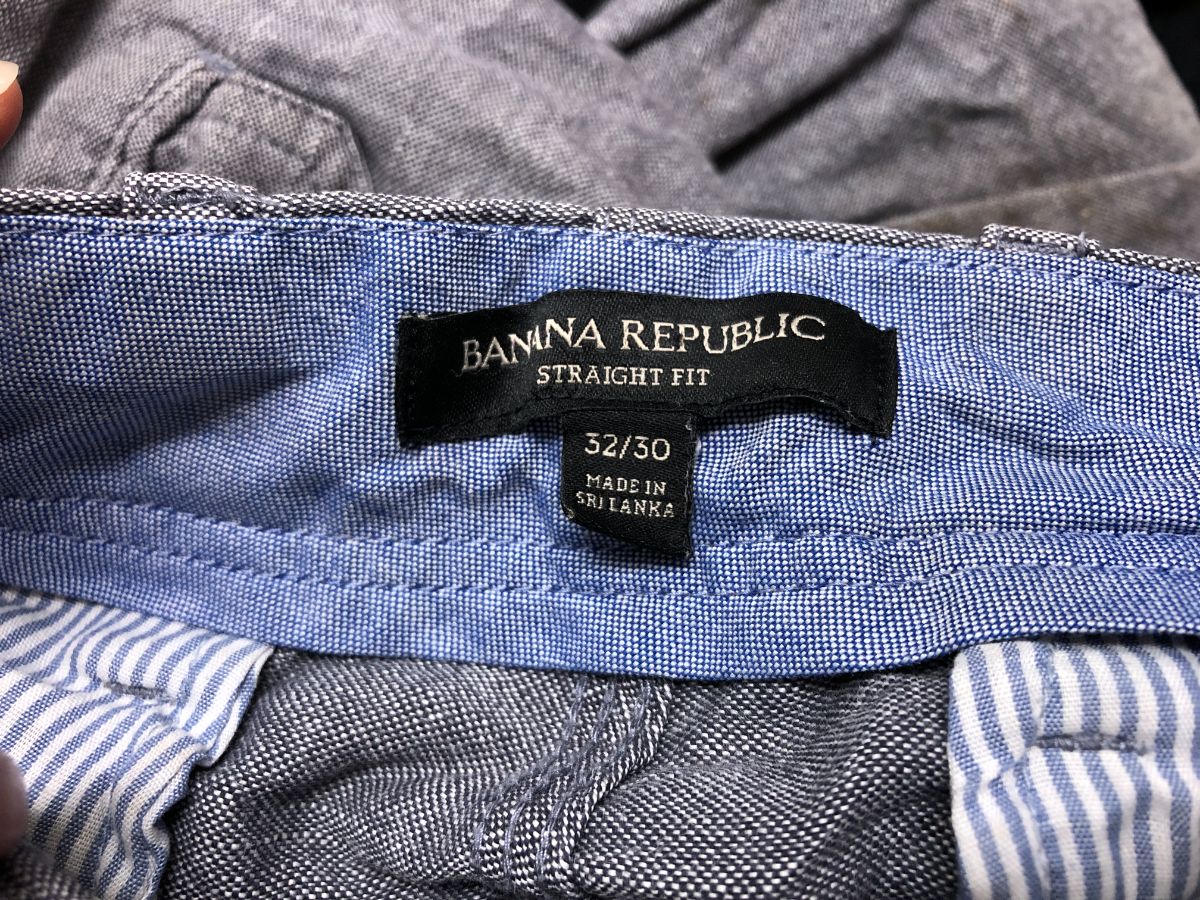 BANANA REPUBLIC
STRAIGHT FIT
32/30
MADE IN
SRI LANKA